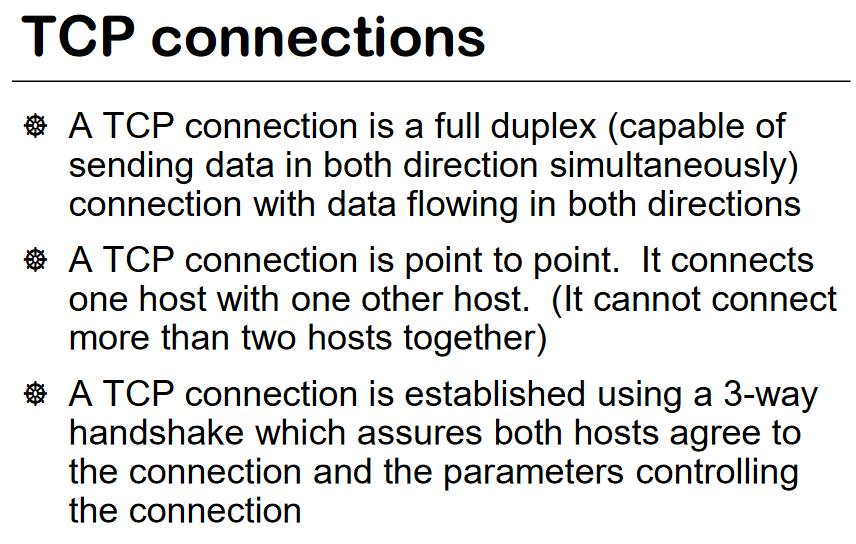 TCP connections
☸ A TCP connection is a full duplex (capable of
sending data in both direction simultaneously)
connection with data flowing in both directions
☸ A TCP connection is point to point.  It connects
one host with one other host.  (It cannot connect
more than two hosts together)
☸ A TCP connection is established using a 3-way
handshake which assures both hosts agree to
the connection and the parameters controlling
the connection